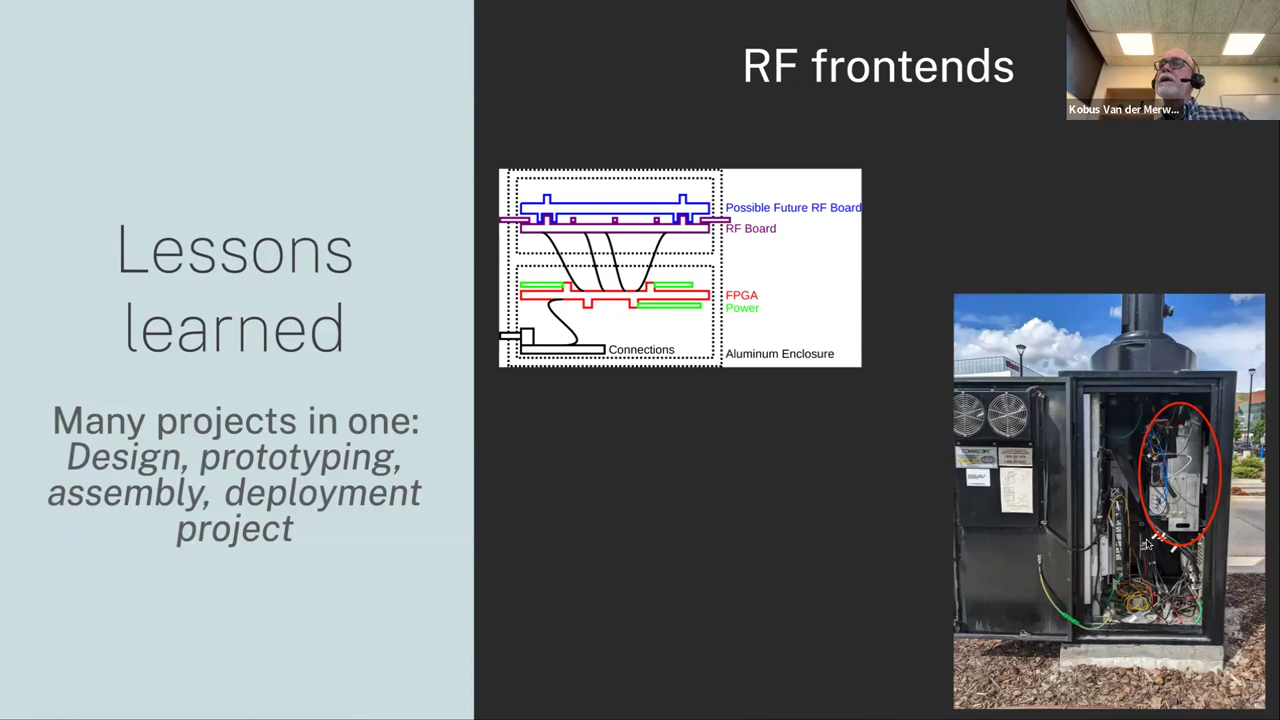 RF frontends
Kobus Van der Merw...
Lessons
learned
Many projects in one:
Design, prototyping,
assembly, deployment
project
Possible Future RF Board
RF Board
FPGA
Power
Connections
Aluminum Enclosure